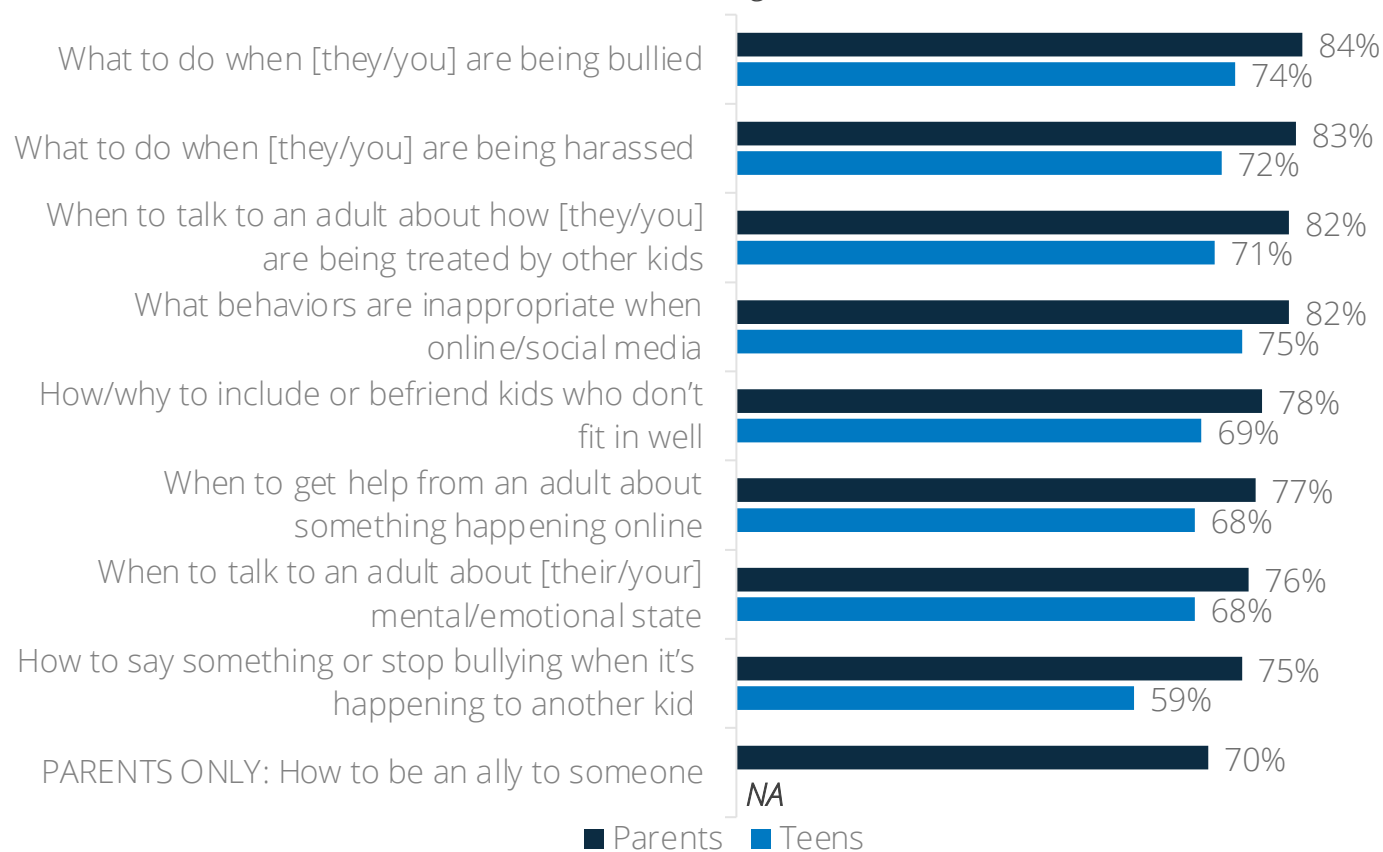 What to do when [they/you] are being bullied
84%
74%
What to do when [they/you] are being harassed
83%
72%
When to talk to an adult about how [they/you]
are being treated by other kids
82%
71%
What behaviors are inappropriate when
online/social media
82%
75%
How/why to include or befriend kids who don’t
fit in well
78%
69%
When to get help from an adult about
something happening online
77%
68%
When to talk to an adult about [their/your]
mental/emotional state
76%
68%
How to say something or stop bullying when it’s
happening to another kid
75%
59%
PARENTS ONLY: How to be an ally to someone
70%
NA
Parents Teens